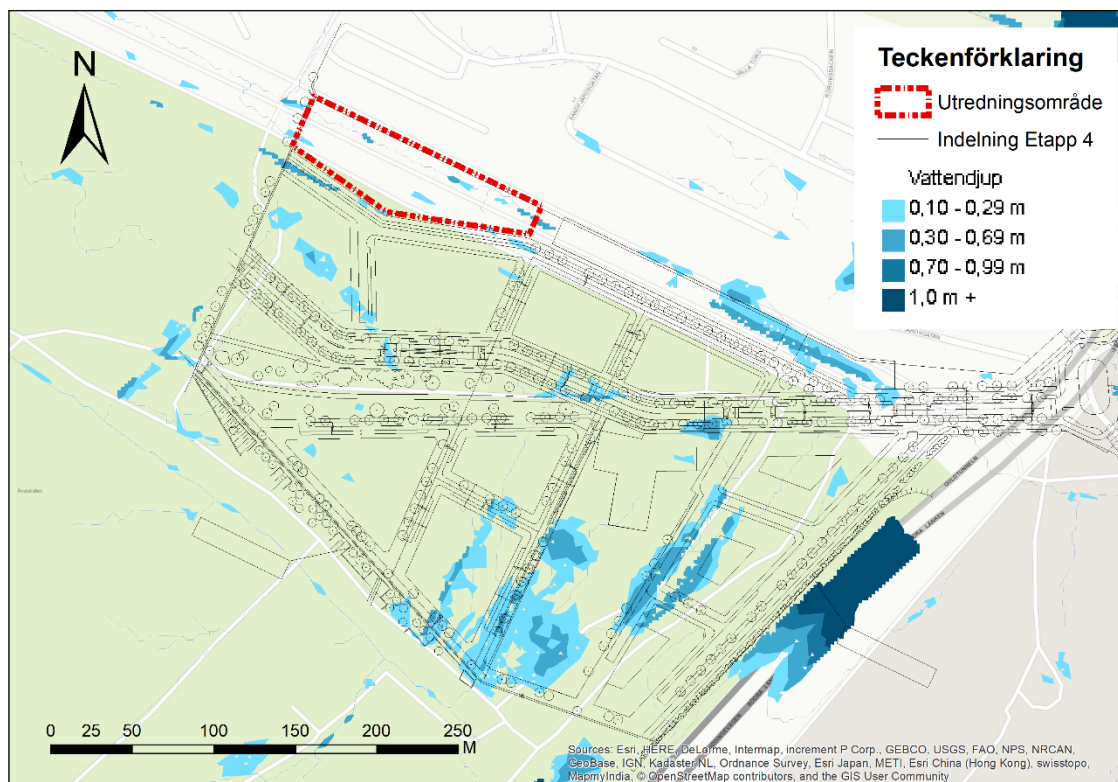 N
Teckenförklaring
Utredningsområde
Indelning Etapp 4
Vattendjup
0,10 - 0,29 m
0,30 - 0,69 m
0,70 - 0,99 m
1,0 m +
VALLA TORG
0 25 50 100 150 200 250
M
Sources: Esri, HERE, DeLorme, Intermap, increment P Corp., GEBCO, USGS, FAO, NPS, NRCAN,
GeoBase, IGN, Kadaster NL, Ordnance Survey, Esri Japan, METI, Esri China (Hong Kong), swisstopo,
MapmyIndia, © OpenStreetMap contributors, and the GIS User Community